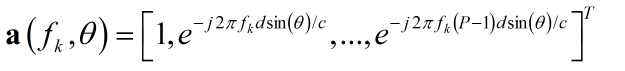 a(f_k,θ)=[1,e^{-j2πf_k d sin(θ)/c},...,e^{-j2πf_k(P-1)d sin(θ)/c}]^T